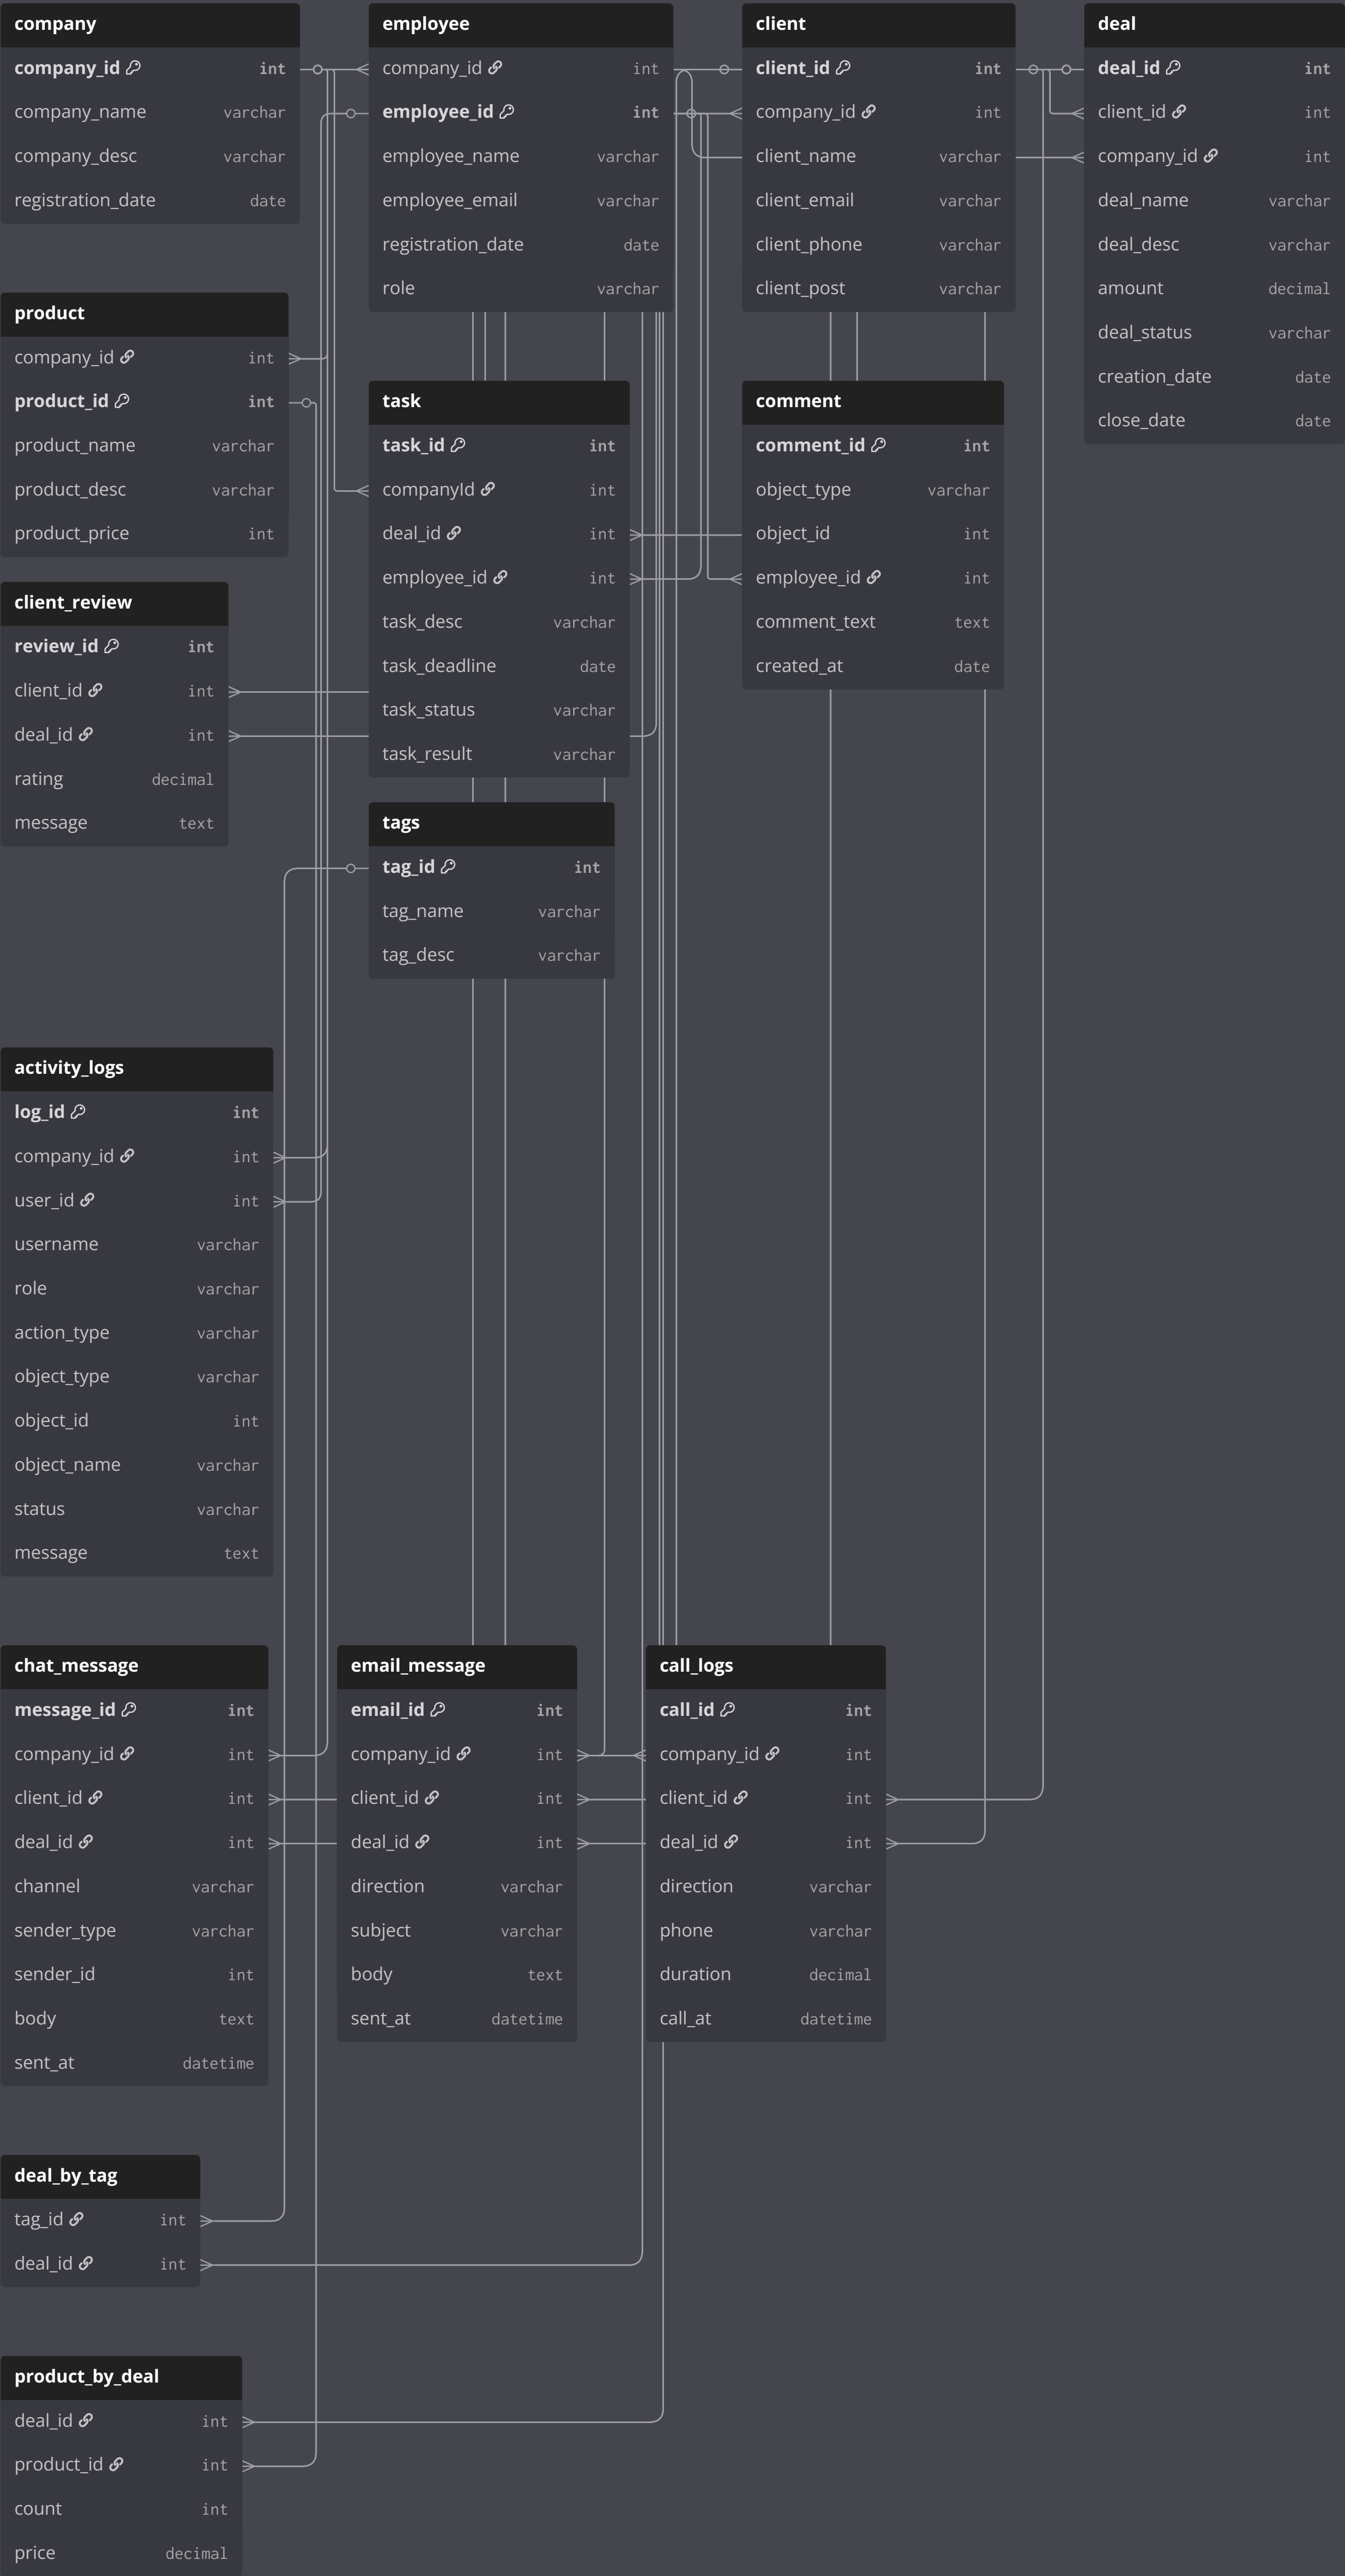 company
company_id int
company_name varchar
company_desc varchar
registration_date date
employee
company_id int
employee_id int
employee_name varchar
employee_email varchar
registration_date date
role varchar
client
client_id int
company_id int
client_name varchar
client_email varchar
client_phone varchar
client_post varchar
deal
deal_id int
client_id int
company_id int
deal_name varchar
deal_desc varchar
amount decimal
deal_status varchar
creation_date date
close_date date
product
company_id int
product_id int
product_name varchar
product_desc varchar
product_price int
task
task_id int
companyId int
deal_id int
employee_id int
task_desc varchar
task_deadline date
task_status varchar
task_result varchar
comment
comment_id int
object_type varchar
object_id int
employee_id int
comment_text text
created_at date
client_review
review_id int
client_id int
deal_id int
rating decimal
message text
tags
tag_id int
tag_name varchar
tag_desc varchar
activity_logs
log_id int
company_id int
user_id int
username varchar
role varchar
action_type varchar
object_type varchar
object_id int
object_name varchar
status varchar
message text
chat_message
message_id int
company_id int
client_id int
deal_id int
channel varchar
sender_type varchar
sender_id int
body text
sent_at datetime
email_message
email_id int
company_id int
client_id int
deal_id int
direction varchar
subject varchar
body text
sent_at datetime
call_logs
call_id int
company_id int
client_id int
deal_id int
direction varchar
phone varchar
duration decimal
call_at datetime
deal_by_tag
tag_id int
deal_id int
product_by_deal
deal_id int
product_id int
count int
price decimal